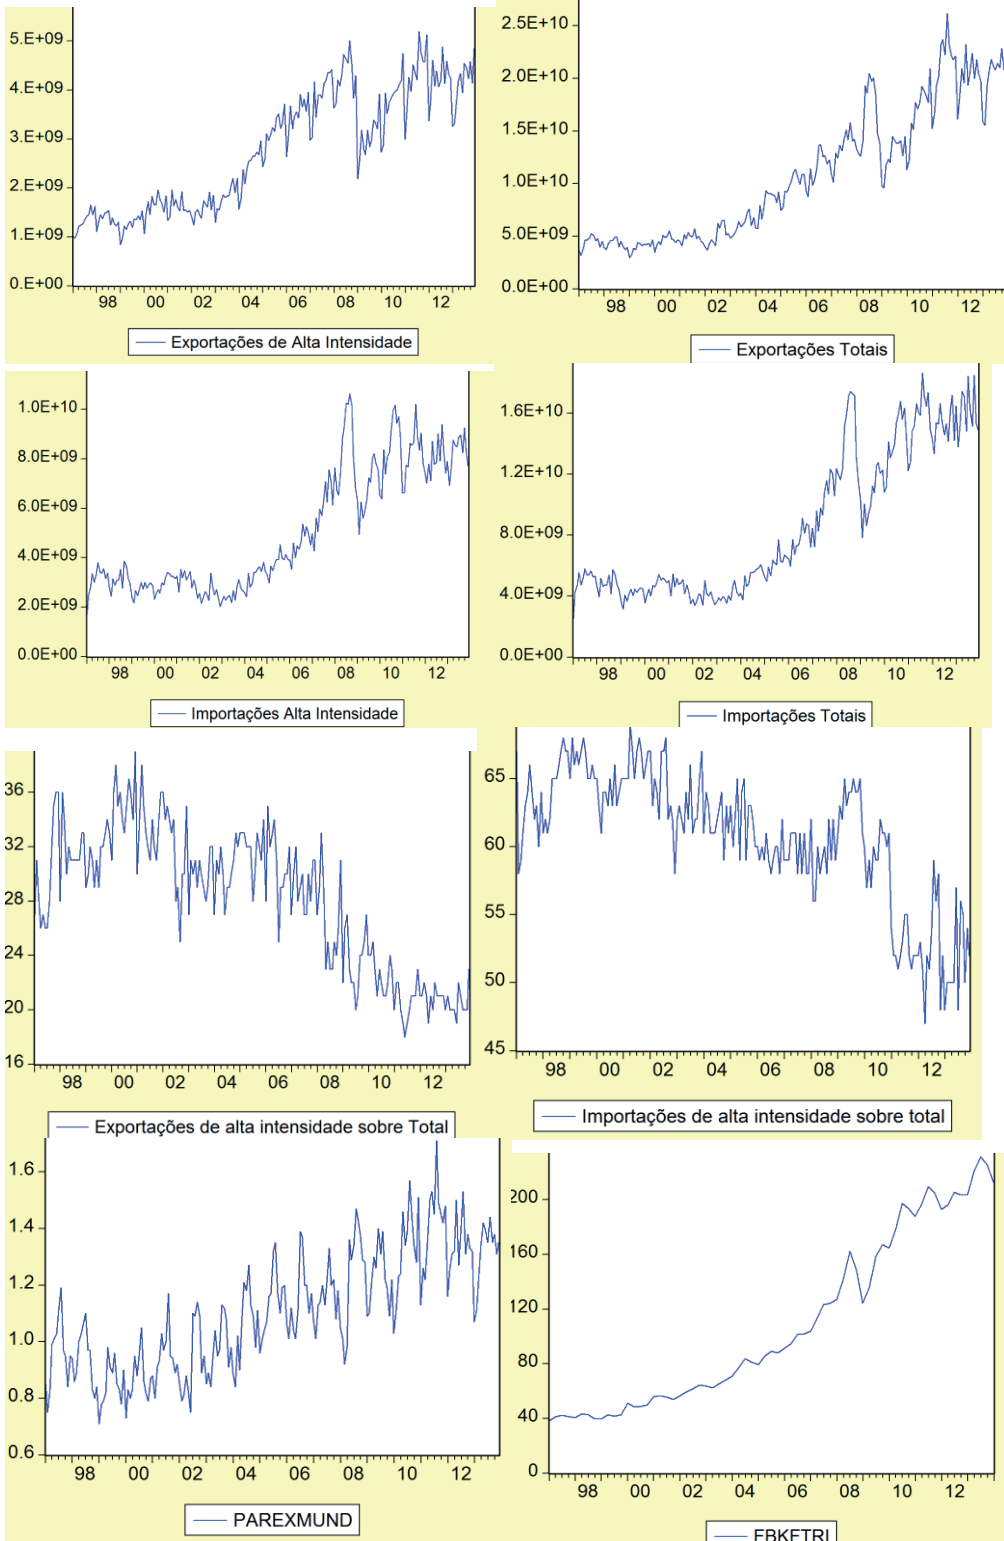 5.E+09
4.E+09
3.E+09
2.E+09
1.E+09
0.E+00
98 00 02 04 06 08 10 12
Exportações de Alta Intensidade
2.5E+10
2.0E+10
1.5E+10
1.0E+10
5.0E+09
0.0E+00
98 00 02 04 06 08 10 12
Exportações Totais
1.0E+10
8.0E+09
6.0E+09
4.0E+09
2.0E+09
0.0E+00
98 00 02 04 06 08 10 12
Importações Alta Intensidade
1.6E+10
1.2E+10
8.0E+09
4.0E+09
0.0E+00
98 00 02 04 06 08 10 12
Importações Totais
36
32
28
24
20
16
98 00 02 04 06 08 10 12
Exportações de alta intensidade sobre Total
65
60
55
50
45
98 00 02 04 06 08 10 12
Importações de alta intensidade sobre total
1.6
1.4
1.2
1.0
0.8
0.6
98 00 02 04 06 08 10 12
PAREXMUND
200
160
120
80
40
0
98 00 02 04 06 08 10 12